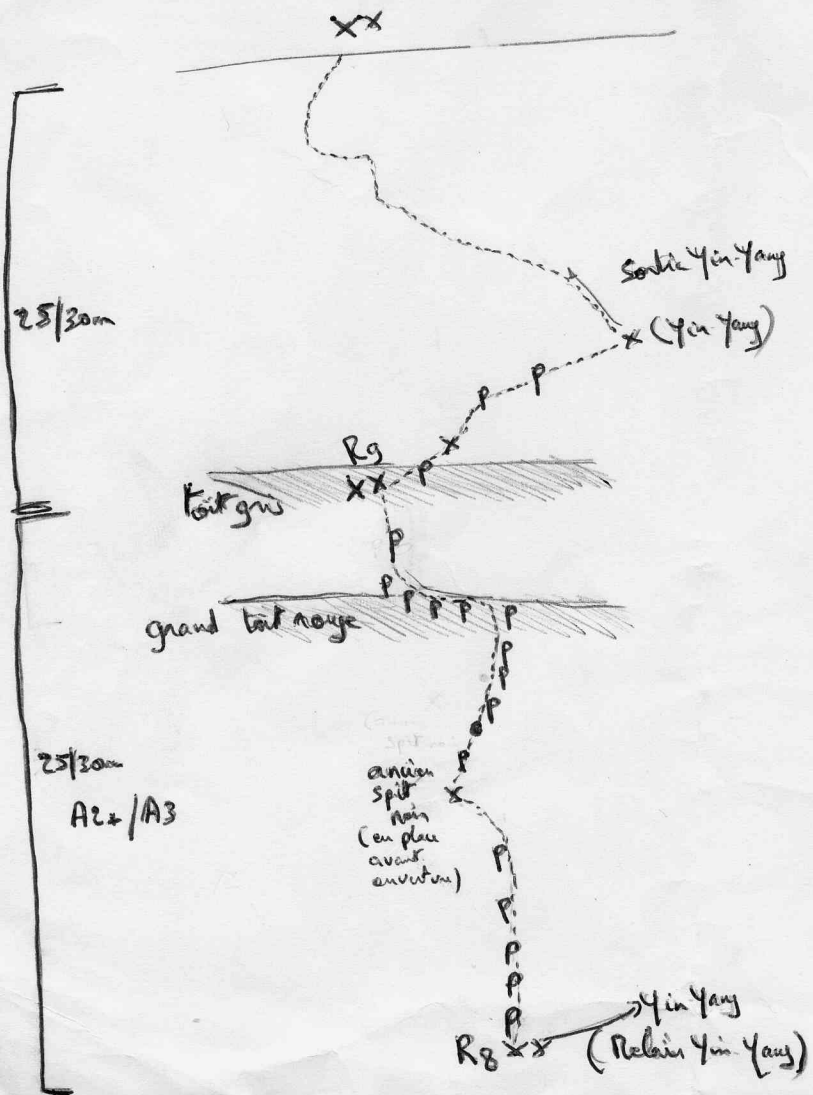 XX
Sortie Yin-Yang
(Yin-Yang)
25/30m
X
X
P
P
X
R9
P
XX
toit gris
P
P
P P P P
grand toit rouge
P
P
P
P
25/30m
A2+/A3
ancien
spit
noir
(en place
avant
ouverture)
X
P
P
P
P
P
Yin Yang
R8 XX
(Relais Yin-Yang)